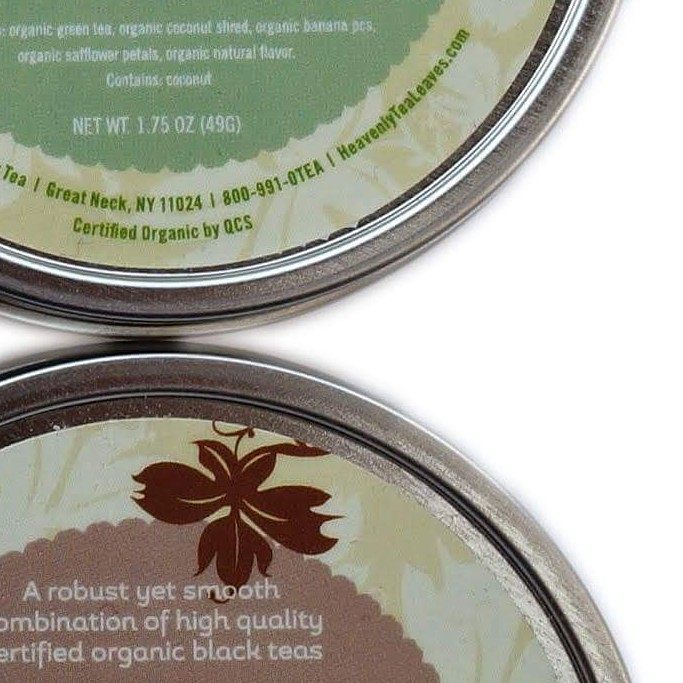 : organic green tea, organic coconut shred, organic banana pcs,
organic safflower petals, organic natural flavor.
Contains: coconut
NET WT. 1.75 OZ (49G)
Tea | Great Neck, NY 11024 | 800-991-0TEA | HeavenlyTeaLeaves.com
Certified Organic by QCS
A robust yet smooth
ombination of high quality
ertified organic black teas